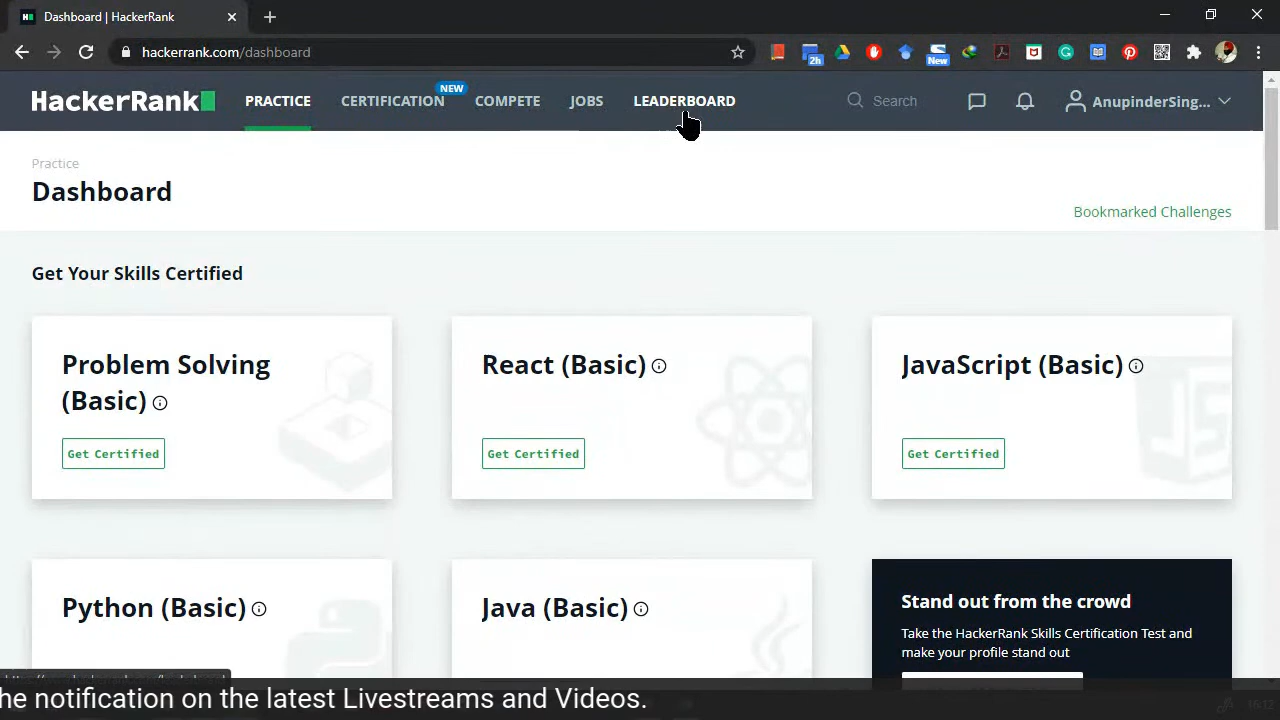 Dashboard | HackerRank
hackerrank.com/dashboard
2h
New
HackerRank
PRACTICE
CERTIFICATION
NEW
COMPETE
JOBS
LEADERBOARD
Search
AnupinderSing...
Practice
Dashboard
Bookmarked Challenges
Get Your Skills Certified
Problem Solving
(Basic)
Get Certified
React (Basic)
Get Certified
JavaScript (Basic)
Get Certified
Python (Basic)
Java (Basic)
Stand out from the crowd
Take the HackerRank Skills Certification Test and
make your profile stand out
he notification on the latest Livestreams and Videos.